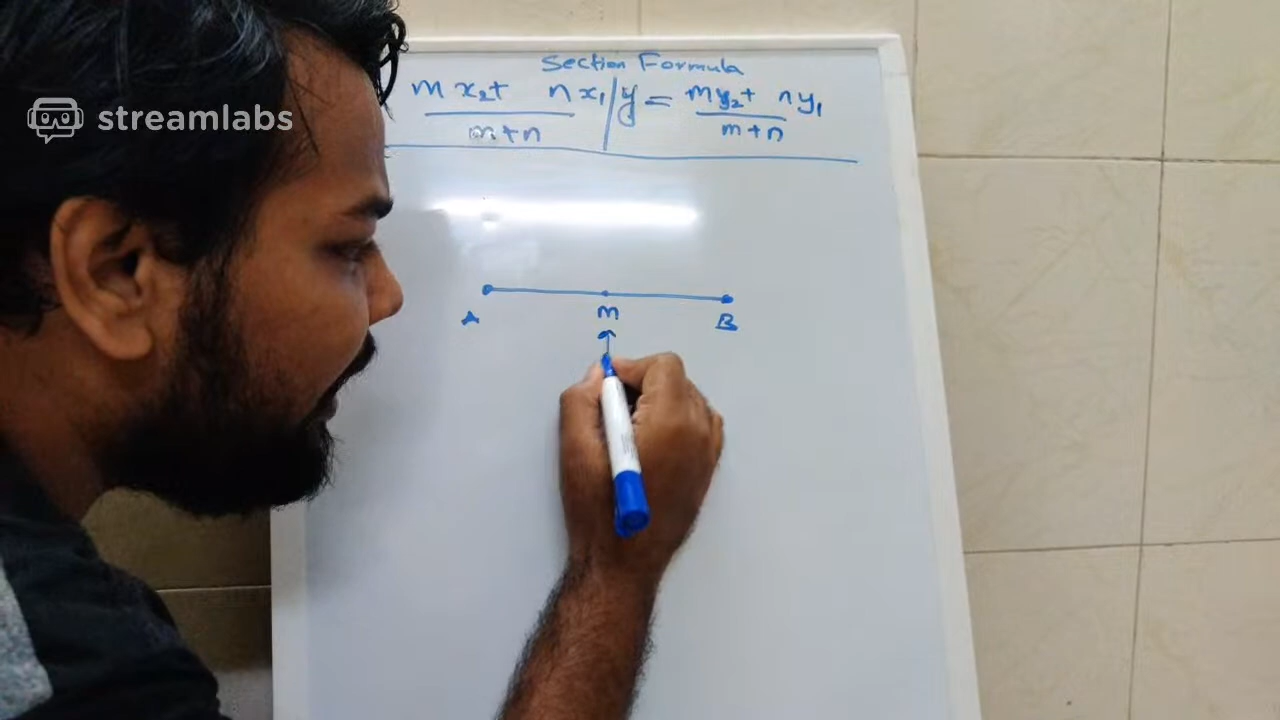 Section Formula
m x₂ + n x₁ / m+n | y = my₂ + ny₁ / m+n
streamlabs
A M B